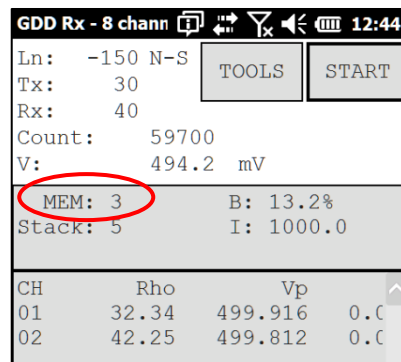 GDD Rx - 8 chann 12:44
Ln: -150 N-S
TOOLS START
Tx: 30
Rx: 40
Count: 59700
V: 494.2 mV
MEM: 3 B: 13.2%
Stack: 5 I: 1000.0
CH Rho Vp
01 32.34 499.916
02 42.25 499.812